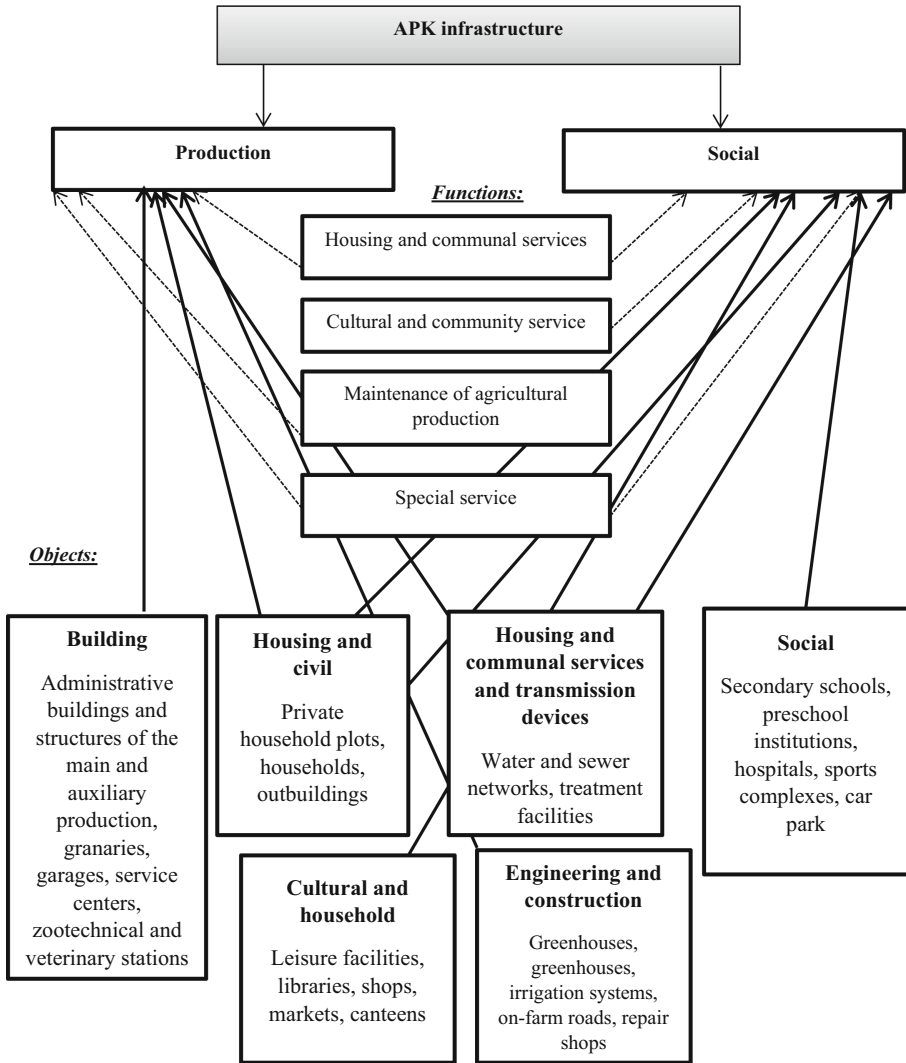 APK infrastructure
Production
Social
Functions:
Housing and communal services
Cultural and community service
Maintenance of agricultural
production
Special service
Objects:
Building
Administrative
buildings and
structures of the
main and
auxiliary
production,
granaries,
garages, service
centers,
zootechnical and
veterinary stations
Housing and
civil
Private
household plots,
households,
outbuildings
Housing and
communal services
and transmission
devices
Water and sewer
networks, treatment
facilities
Social
Secondary schools,
preschool
institutions,
hospitals, sports
complexes, car
park
Cultural and
household
Leisure facilities,
libraries, shops,
markets, canteens
Engineering and
construction
Greenhouses,
greenhouses,
irrigation systems,
on-farm roads, repair
shops